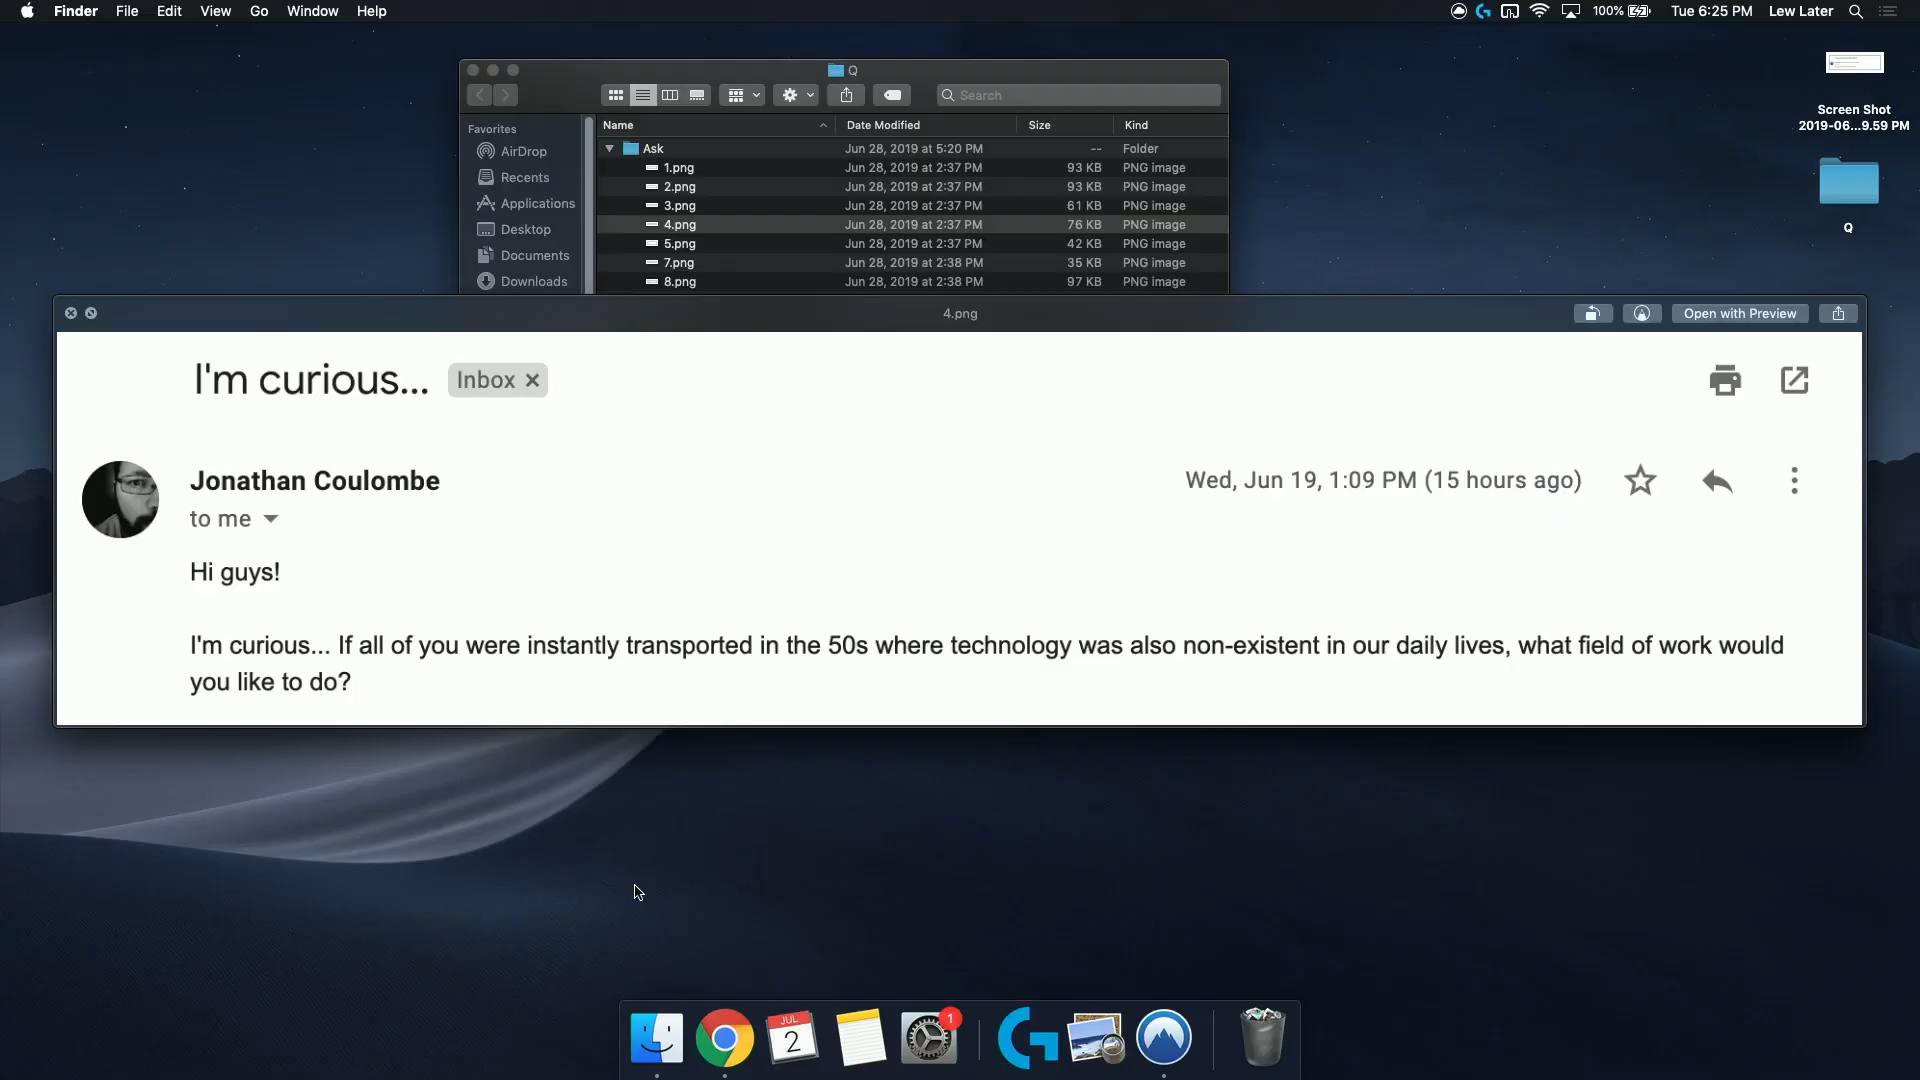 Finder File Edit View Go Window Help
100% Tue 6:25 PM Lew Later
Q
Search
Screen Shot
2019-06...9.59 PM
Q
Favorites
AirDrop
Recents
Applications
Desktop
Documents
Downloads
Name Date Modified Size Kind
Ask Jun 28, 2019 at 5:20 PM -- Folder
1.png Jun 28, 2019 at 2:37 PM 93 KB PNG image
2.png Jun 28, 2019 at 2:37 PM 93 KB PNG image
3.png Jun 28, 2019 at 2:37 PM 61 KB PNG image
4.png Jun 28, 2019 at 2:37 PM 76 KB PNG image
5.png Jun 28, 2019 at 2:37 PM 42 KB PNG image
7.png Jun 28, 2019 at 2:38 PM 35 KB PNG image
8.png Jun 28, 2019 at 2:38 PM 97 KB PNG image
4.png Open with Preview
I'm curious... Inbox ×
Jonathan Coulombe Wed, Jun 19, 1:09 PM (15 hours ago)
to me
Hi guys!
I'm curious... If all of you were instantly transported in the 50s where technology was also non-existent in our daily lives, what field of work would
you like to do?
JUL
2
1